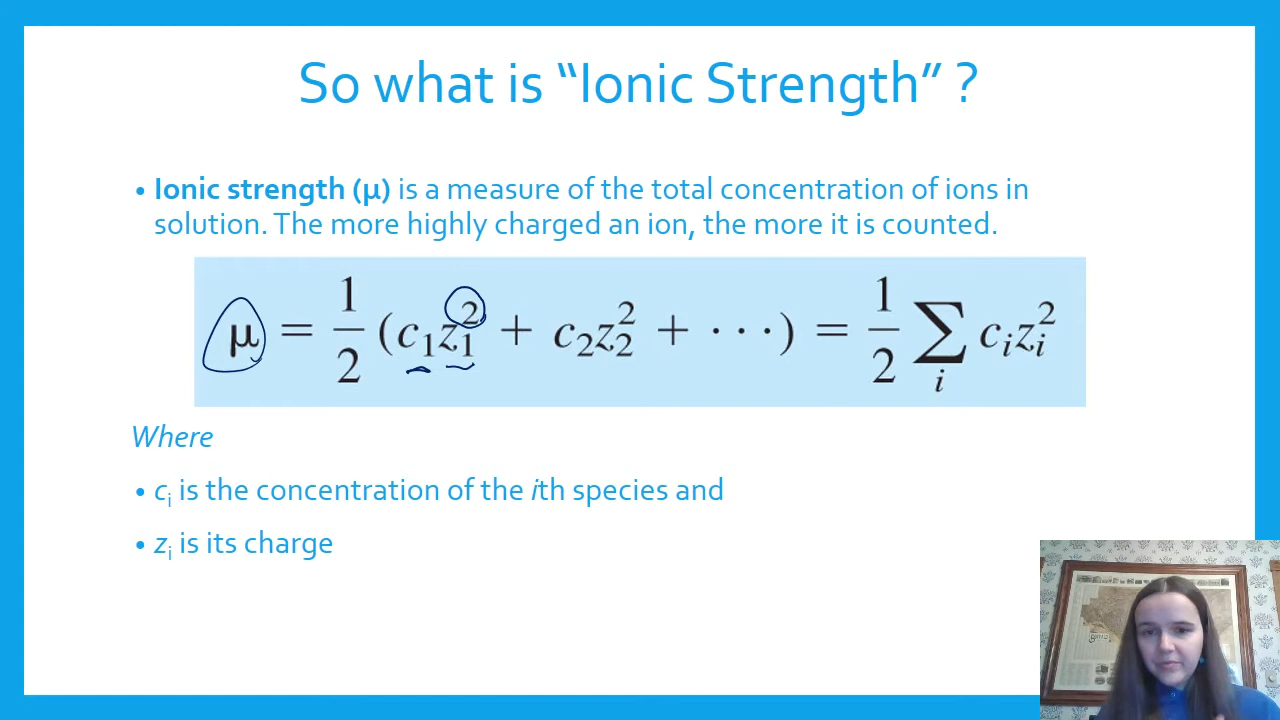 So what is “Ionic Strength” ?
• Ionic strength (µ) is a measure of the total concentration of ions in
solution. The more highly charged an ion, the more it is counted.
µ = 1/2 (c₁z₁² + c₂z₂² + · · ·) = 1/2 ∑ᵢ cᵢzᵢ²
Where
• cᵢ is the concentration of the ith species and
• zᵢ is its charge